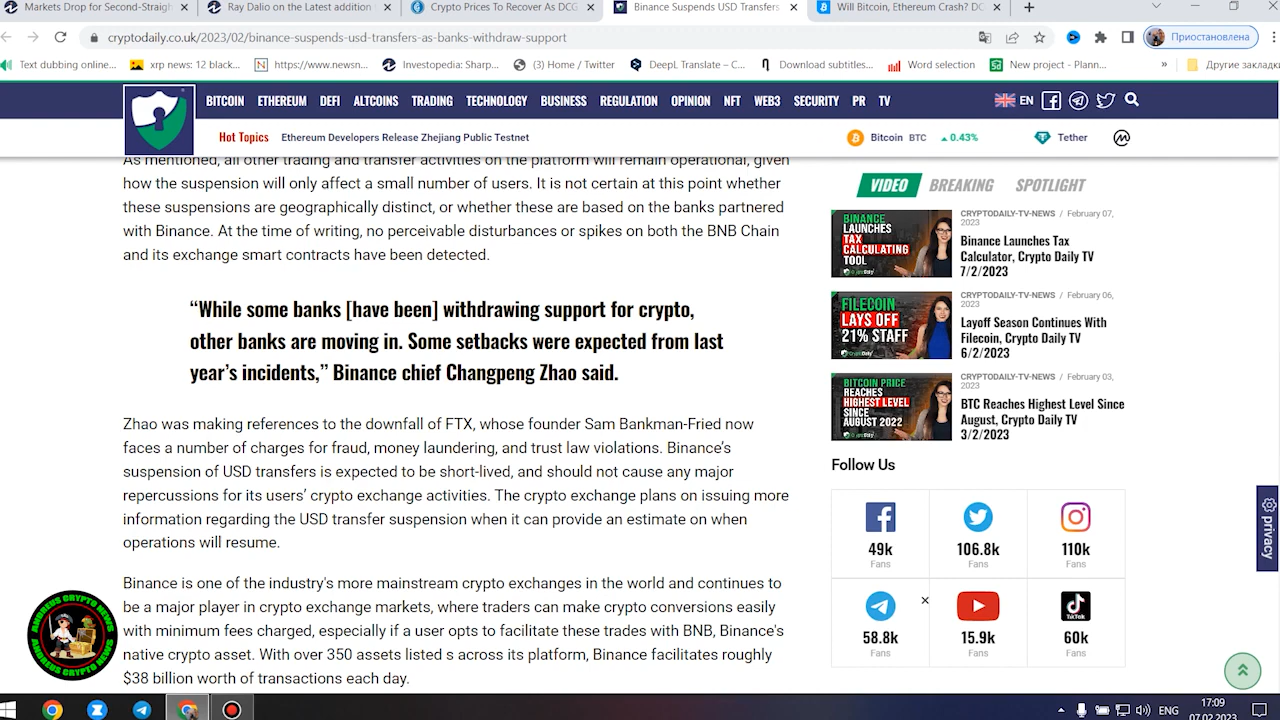 Markets Drop for Second-Straigh
Ray Dalio on the Latest addition
Crypto Prices To Recover As DCG
Binance Suspends USD Transfers
Will Bitcoin, Ethereum Crash? DC
cryptodaily.co.uk/2023/02/binance-suspends-usd-transfers-as-banks-withdraw-support
Приостановлена
Text dubbing online...
xrp news: 12 black...
https://www.newsn...
Investopedia: Sharp...
(3) Home / Twitter
DeepL Translate – C...
Download subtitles...
Word selection
New project - Plann...
»
Другие закладки
BITCOIN ETHEREUM DEFI ALTCOINS TRADING TECHNOLOGY BUSINESS REGULATION OPINION NFT WEB3 SECURITY PR TV
EN
Hot Topics Ethereum Developers Release Zhejiang Public Testnet
Bitcoin BTC 0.43%
Tether
As mentioned, all other trading and transfer activities on the platform will remain operational, given
how the suspension will only affect a small number of users. It is not certain at this point whether
these suspensions are geographically distinct, or whether these are based on the banks partnered
with Binance. At the time of writing, no perceivable disturbances or spikes on both the BNB Chain
and its exchange smart contracts have been detected.
“While some banks [have been] withdrawing support for crypto,
other banks are moving in. Some setbacks were expected from last
year’s incidents,” Binance chief Changpeng Zhao said.
Zhao was making references to the downfall of FTX, whose founder Sam Bankman-Fried now
faces a number of charges for fraud, money laundering, and trust law violations. Binance’s
suspension of USD transfers is expected to be short-lived, and should not cause any major
repercussions for its users’ crypto exchange activities. The crypto exchange plans on issuing more
information regarding the USD transfer suspension when it can provide an estimate on when
operations will resume.
Binance is one of the industry's more mainstream crypto exchanges in the world and continues to
be a major player in crypto exchange markets, where traders can make crypto conversions easily
with minimum fees charged, especially if a user opts to facilitate these trades with BNB, Binance's
native crypto asset. With over 350 assets listed s across its platform, Binance facilitates roughly
$38 billion worth of transactions each day.
VIDEO BREAKING SPOTLIGHT
BINANCE
LAUNCHES
TAX
CALCULATING
TOOL
CRYPTODAILY-TV-NEWS / February 07,
2023
Binance Launches Tax
Calculator, Crypto Daily TV
7/2/2023
FILECOIN
LAYS OFF
21% STAFF
CRYPTODAILY-TV-NEWS / February 06,
2023
Layoff Season Continues With
Filecoin, Crypto Daily TV
6/2/2023
BITCOIN PRICE
REACHES
HIGHEST LEVEL
SINCE
AUGUST 2022
CRYPTODAILY-TV-NEWS / February 03,
2023
BTC Reaches Highest Level Since
August, Crypto Daily TV
3/2/2023
Follow Us
49k
Fans
106.8k
Fans
110k
Fans
58.8k
Fans
15.9k
Fans
TikTok
60k
Fans
privacy
ANDREUS CRYPTO NEWS
ANDREUS CRYPTO NEWS
ENG
17:09
07.02.2023